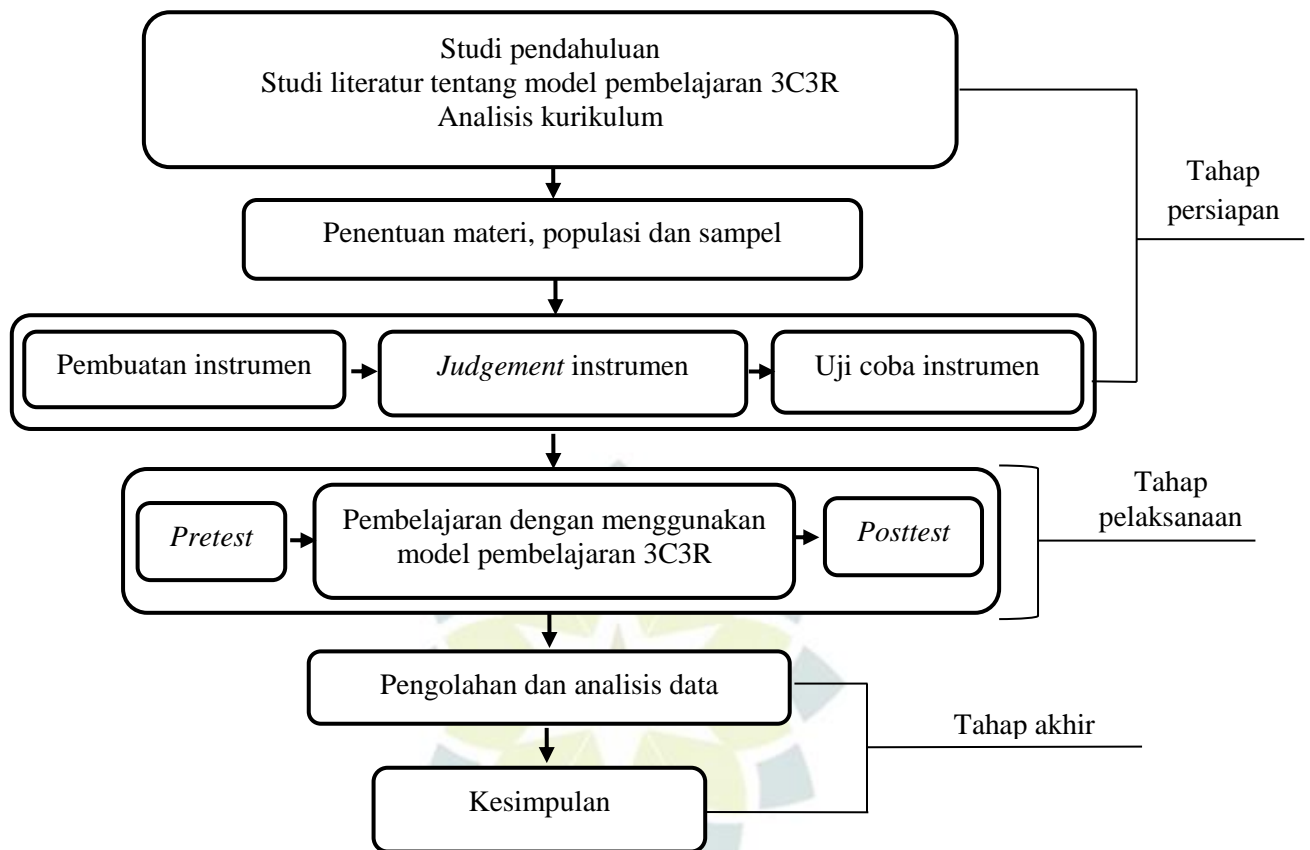 Studi pendahuluan
Studi literatur tentang model pembelajaran 3C3R
Analisis kurikulum
Tahap
persiapan
Penentuan materi, populasi dan sampel
Pembuatan instrumen
Judgement instrumen
Uji coba instrumen
Pretest
Pembelajaran dengan menggunakan
model pembelajaran 3C3R
Posttest
Tahap
pelaksanaan
Pengolahan dan analisis data
Tahap akhir
Kesimpulan